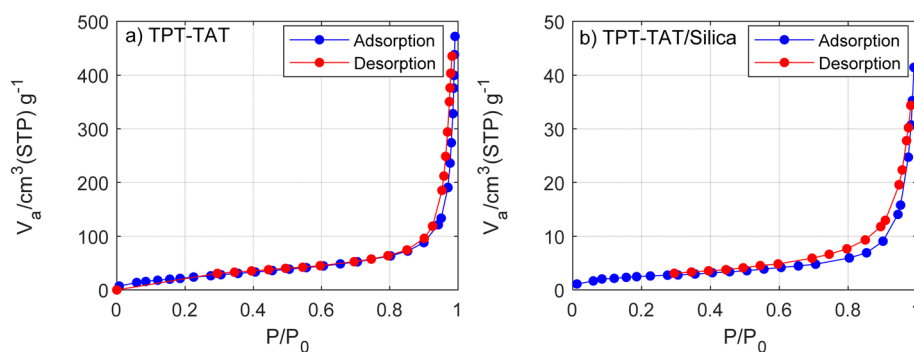 a) TPT-TAT
Adsorption
Desorption
500
400
300
200
100
0
V_a/cm^3(STP) g^-1
0
0.2
0.4
0.6
0.8
1
P/P_0
b) TPT-TAT/Silica
Adsorption
Desorption
50
40
30
20
10
0
V_a/cm^3(STP) g^-1
0
0.2
0.4
0.6
0.8
1
P/P_0